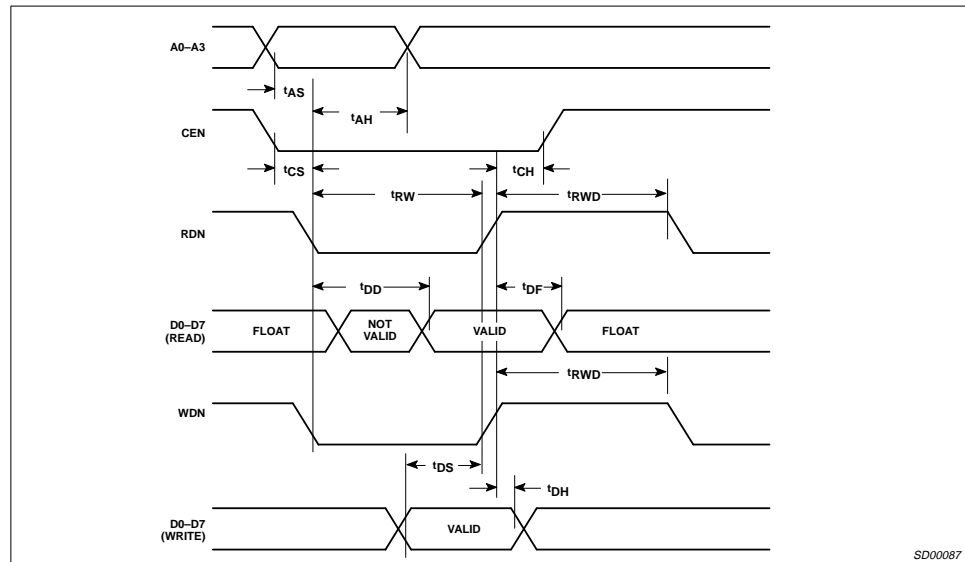 A0–A3
tAS
tAH
CEN
tCS
tCH
tRW
tRWD
RDN
tDD
tDF
D0–D7
(READ)
FLOAT
NOT
VALID
VALID
FLOAT
tRWD
WDN
tDS
tDH
D0–D7
(WRITE)
VALID
SD00087